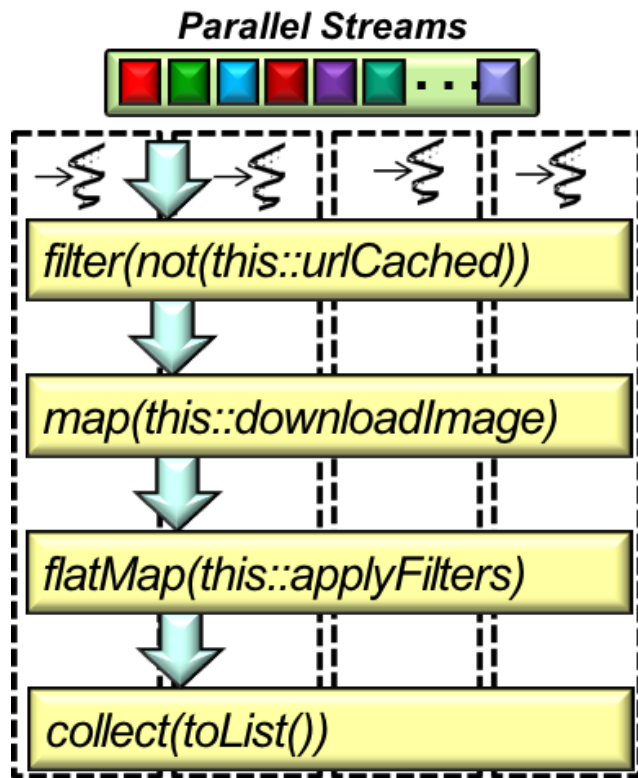 Parallel Streams
...
filter(not(this::urlCached))
map(this::downloadImage)
flatMap(this::applyFilters)
collect(toList())